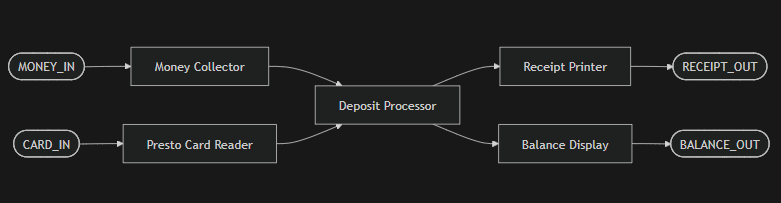 MONEY_IN
Money Collector
Receipt Printer
RECEIPT_OUT
Deposit Processor
CARD_IN
Presto Card Reader
Balance Display
BALANCE_OUT